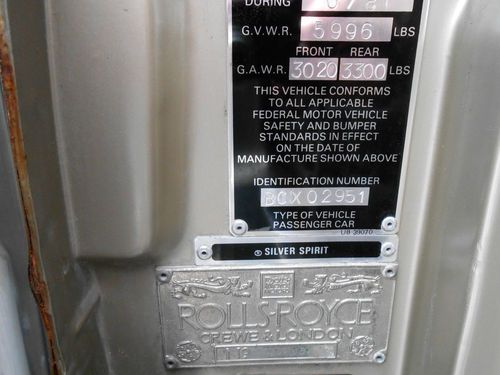 DURING
G.V.W.R. 5996 LBS
FRONT REAR
G.A.W.R. 3020 3300 LBS
THIS VEHICLE CONFORMS
TO ALL APPLICABLE
FEDERAL MOTOR VEHICLE
SAFETY AND BUMPER
STANDARDS IN EFFECT
ON THE DATE OF
MANUFACTURE SHOWN ABOVE
IDENTIFICATION NUMBER
BCX02951
TYPE OF VEHICLE
PASSENGER CAR
UB 39070
SILVER SPIRIT
ROLLS-ROYCE
CREWE & LONDON